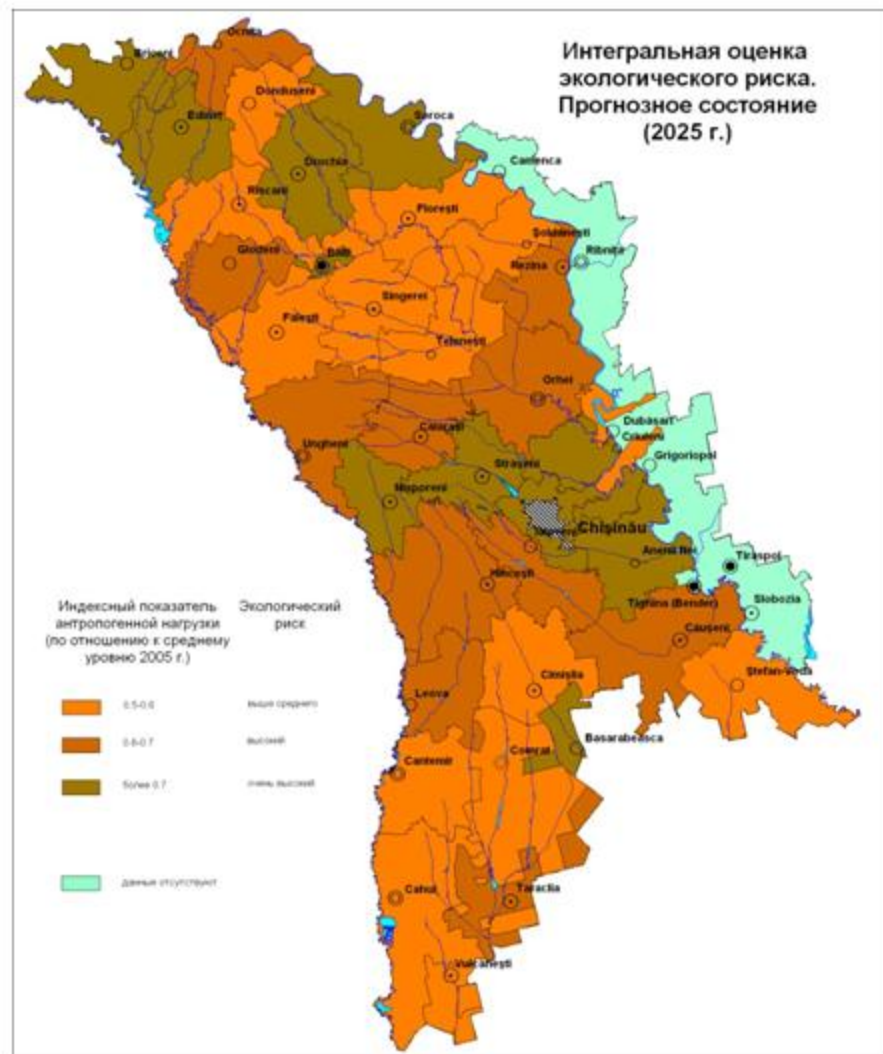 Интегральная оценка
экологического риска.
Прогнозное состояние
(2025 г.)
Ocnița
Briceni
Dondușeni
Edineț
Soroca
Drochia
Camenca
Rîșcani
Florești
Șoldănești
Glodeni
Bălți
Rezina
Ribnița
Sîngerei
Fălești
Telenești
Orhei
Dubăsari
Criuleni
Ungheni
Călărași
Grigoriopol
Strășeni
Nisporeni
Chișinău
Ialoveni
Anenii Noi
Tiraspol
Hîncești
Tighina (Bender)
Slobozia
Căușeni
Индексный показатель
антропогенной нагрузки
(по отношению к среднему
уровню 2005 г.)
Экологический
риск
Cimișlia
Ștefan-Vodă
Leova
0.5-0.6 выше среднего
0.6-0.7 высокий
Basarabeasca
Comrat
Cantemir
более 0.7 очень высокий
данные отсутствуют
Cahul
Taraclia
Vulcănești